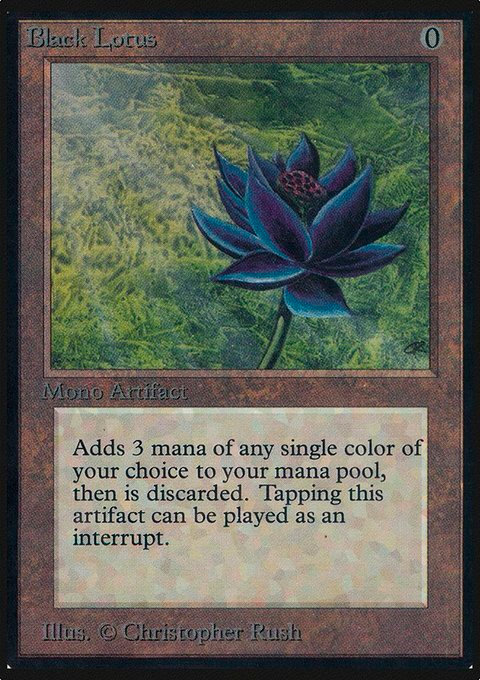 Black Lotus 0
Mono Artifact
Adds 3 mana of any single color of
your choice to your mana pool,
then is discarded. Tapping this
artifact can be played as an
interrupt.
Illus. © Christopher Rush